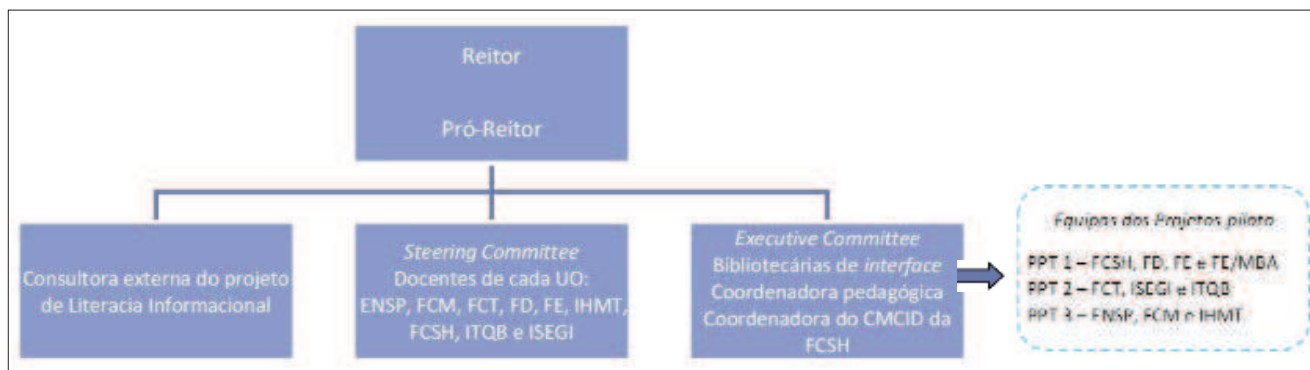 Reitor
Pró-Reitor
Consultora externa do projeto
de Literacia Informacional
Steering Committee
Docentes de cada UO:
ENSP, FCM, FCT, FD, FE, IHMT,
FCSH, ITQB e ISEGI
Executive Committee
Bibliotecárias de interface
Coordenadora pedagógica
Coordenadora do CMCID da
FCSH
Equipas dos Projetos piloto
PPT 1 – FCSH, FD, FE e FE/MBA
PPT 2 – FCT, ISEGI e ITQB
PPT 3 – ENSP, FCM e IHMT